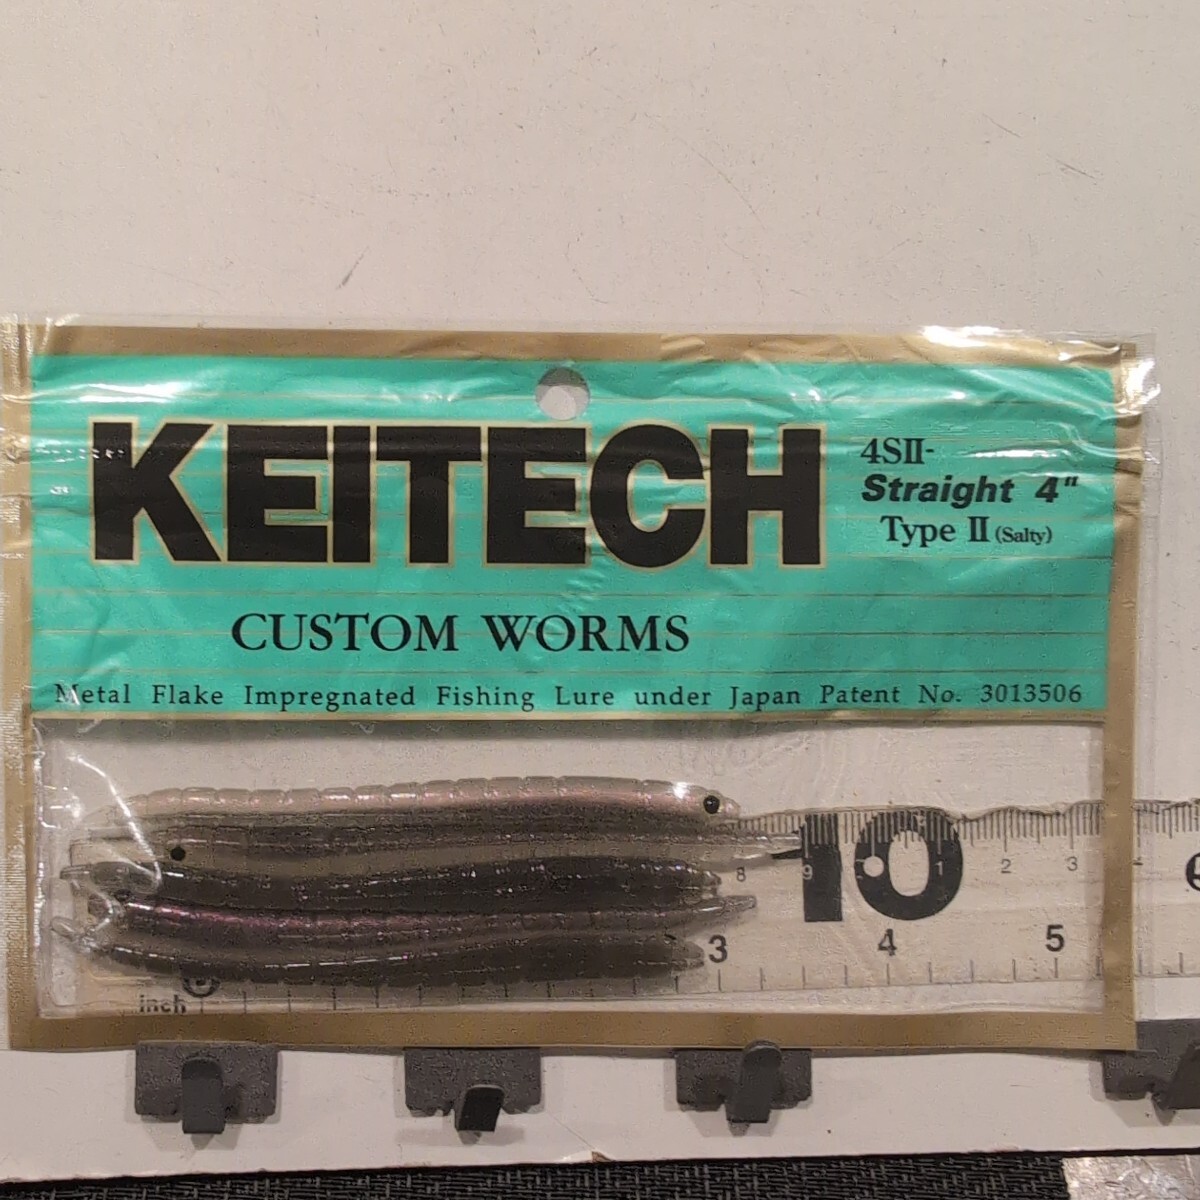 KEITECH
4SII-
Straight 4"
Type II (Salty)
CUSTOM WORMS
Metal Flake Impregnated Fishing Lure under Japan Patent No. 3013506
8 9 10 1 2 3
3 4 5
inch